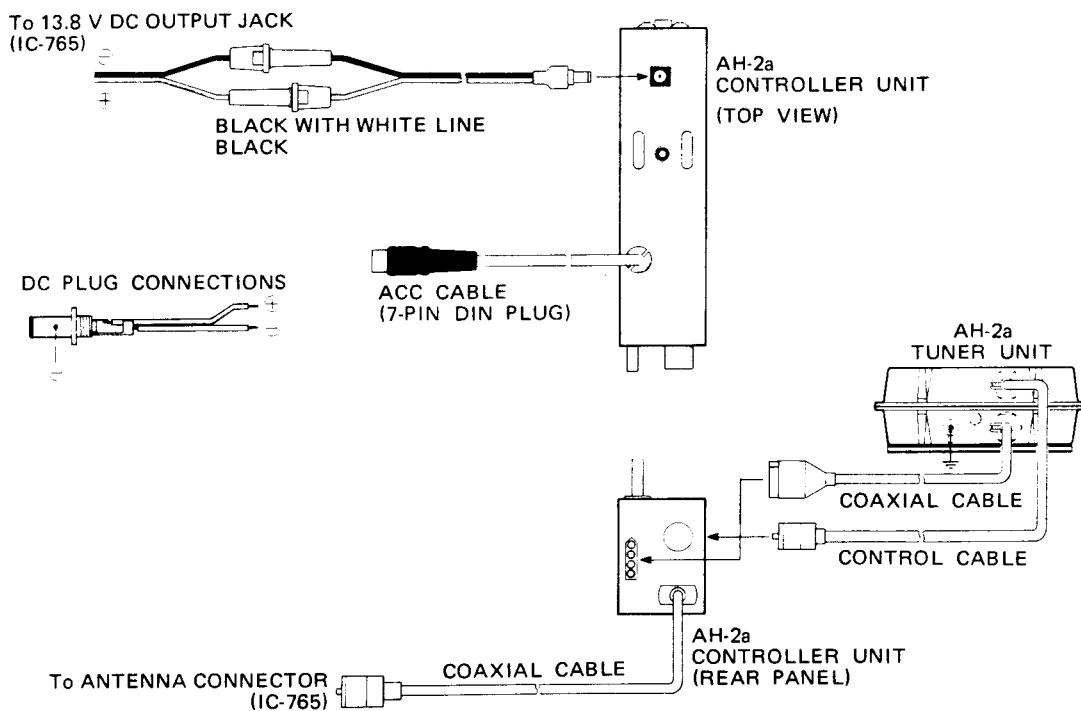 To 13.8 V DC OUTPUT JACK
(IC-765)
⊖
⊕
BLACK WITH WHITE LINE
BLACK
AH-2a
CONTROLLER UNIT
(TOP VIEW)
ACC CABLE
(7-PIN DIN PLUG)
DC PLUG CONNECTIONS
⊕
⊖
⊖
AH-2a
TUNER UNIT
COAXIAL CABLE
CONTROL CABLE
AH-2a
CONTROLLER UNIT
(REAR PANEL)
COAXIAL CABLE
To ANTENNA CONNECTOR
(IC-765)